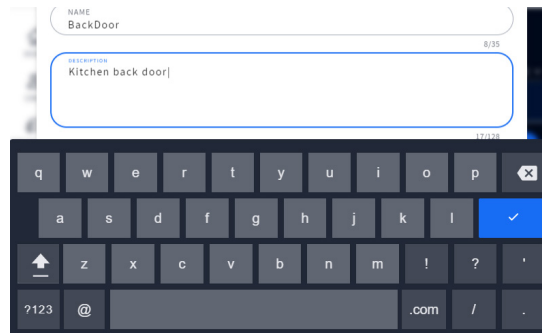 NAME
BackDoor
8/35
DESCRIPTION
Kitchen back door
17/128
q w e r t y u i o p
a s d f g h j k l
z x c v b n m ! ? '
?123 @ .com / .